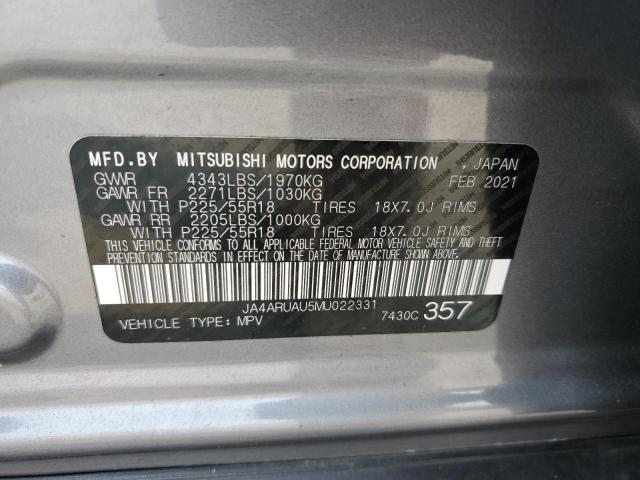 MFD.BY MITSUBISHI MOTORS CORPORATION , JAPAN
GVWR 4343LBS/1970KG FEB 2021
GAWR FR 2271LBS/1030KG
WITH P225/55R18 TIRES 18X7.0J RIMS
GAWR RR 2205LBS/1000KG
WITH P225/55R18 TIRES 18X7.0J RIMS
THIS VEHICLE CONFORMS TO ALL APPLICABLE FEDERAL MOTOR VEHICLE SAFETY AND THEFT
PREVENTION STANDARDS IN EFFECT ON THE DATE OF MANUFACTURE SHOWN ABOVE.
JA4ARUAU5MU022331
VEHICLE TYPE: MPV 7430C 357